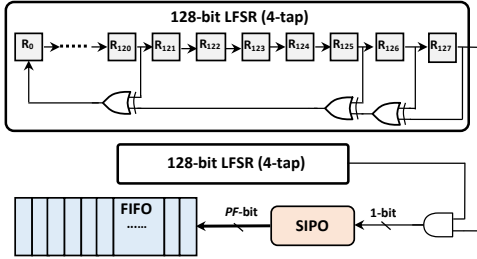 128-bit LFSR (4-tap)
R0 R120 R121 R122 R123 R124 R125 R126 R127
128-bit LFSR (4-tap)
FIFO
......
PF-bit
SIPO
1-bit